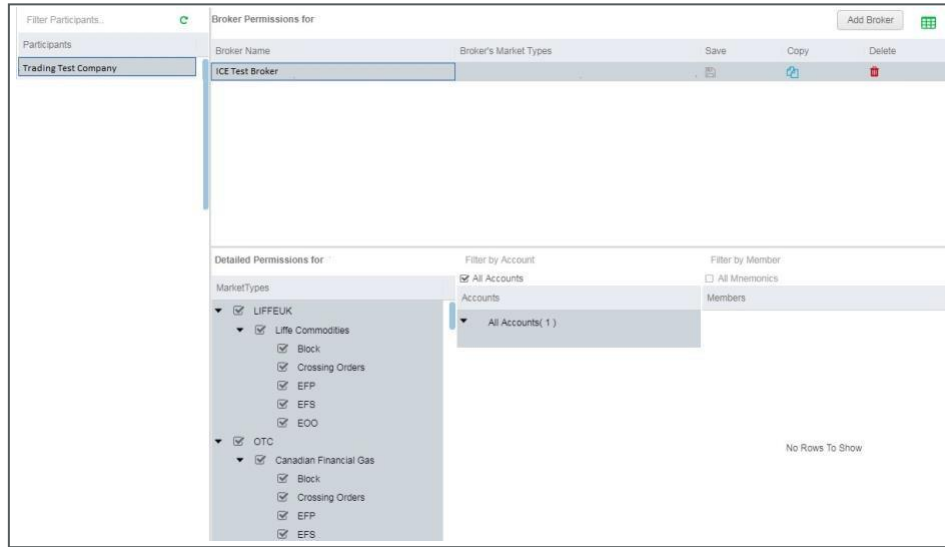 Filter Participants..
Participants
Trading Test Company
Broker Permissions for
Add Broker
Broker Name Broker's Market Types Save Copy Delete
ICE Test Broker
Detailed Permissions for
MarketTypes
LIFFEUK
Liffe Commodities
Block
Crossing Orders
EFP
EFS
EOO
OTC
Canadian Financial Gas
Block
Crossing Orders
EFP
EFS
Filter by Account
All Accounts
Accounts
All Accounts( 1 )
Filter by Member
All Mnemonics
Members
No Rows To Show